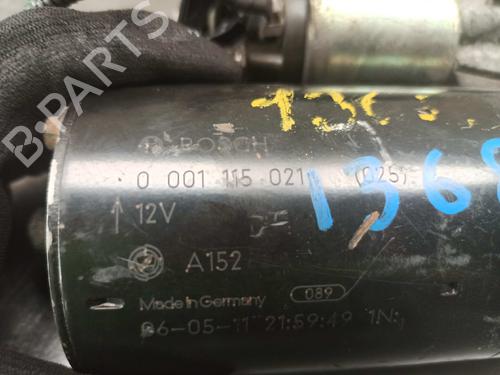 B-PARTS
BOSCH
0 001 115 021 (025)
12V
A152
Made in Germany
089
06-05-11 21:59:49 1N: